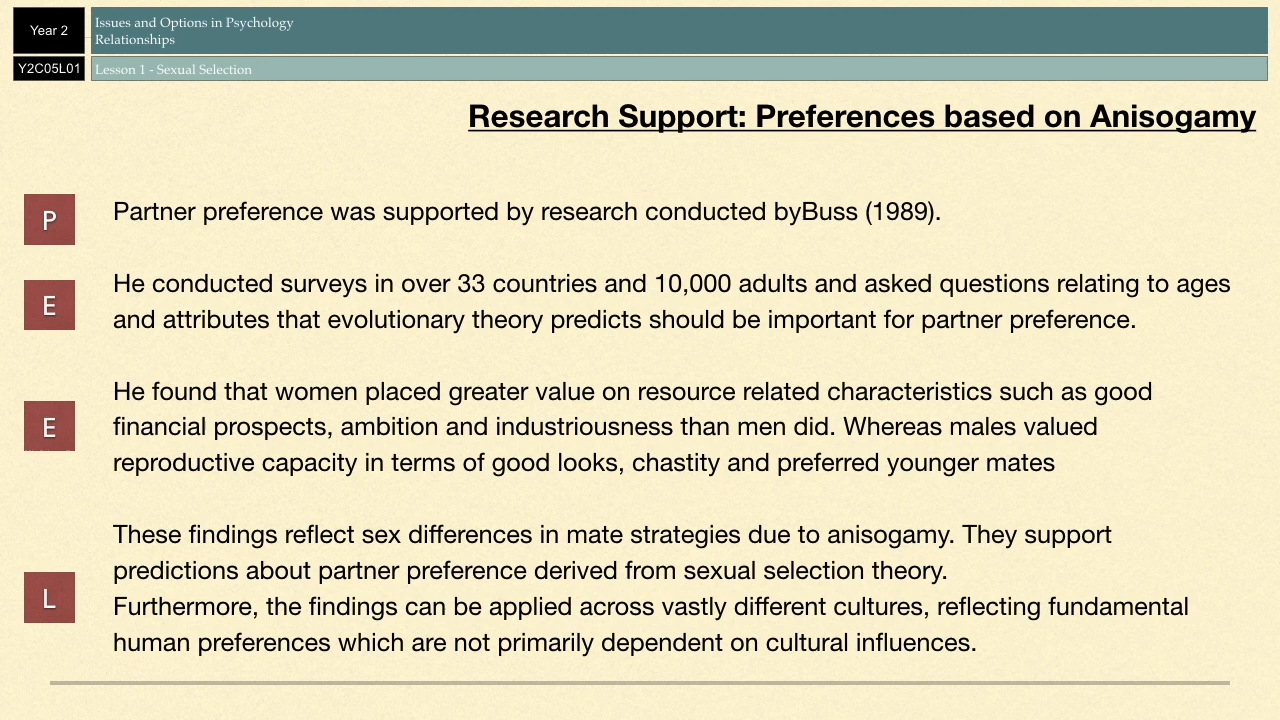 Year 2
Issues and Options in Psychology
Relationships
Y2C05L01
Lesson 1 - Sexual Selection
Research Support: Preferences based on Anisogamy
P
Partner preference was supported by research conducted byBuss (1989).
E
He conducted surveys in over 33 countries and 10,000 adults and asked questions relating to ages
and attributes that evolutionary theory predicts should be important for partner preference.
E
He found that women placed greater value on resource related characteristics such as good
financial prospects, ambition and industriousness than men did. Whereas males valued
reproductive capacity in terms of good looks, chastity and preferred younger mates
L
These findings reflect sex differences in mate strategies due to anisogamy. They support
predictions about partner preference derived from sexual selection theory.
Furthermore, the findings can be applied across vastly different cultures, reflecting fundamental
human preferences which are not primarily dependent on cultural influences.